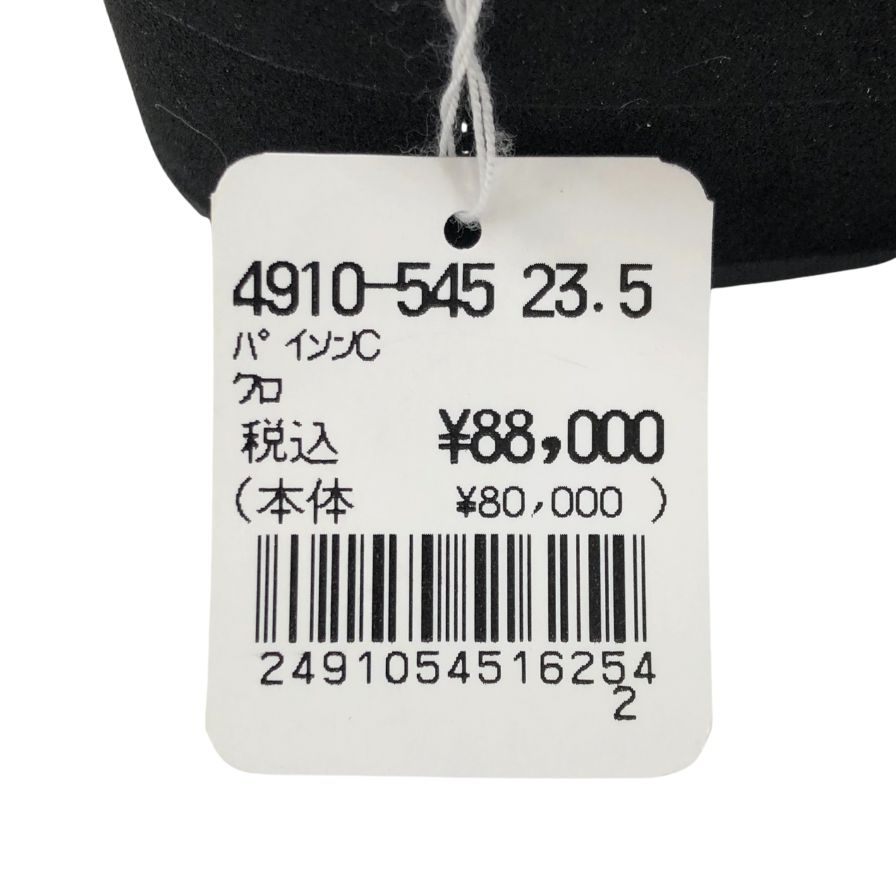 4910-545 23.5
パイソンC
クロ
税込 ¥88,000
(本体 ¥80,000 )
2491054516254
2